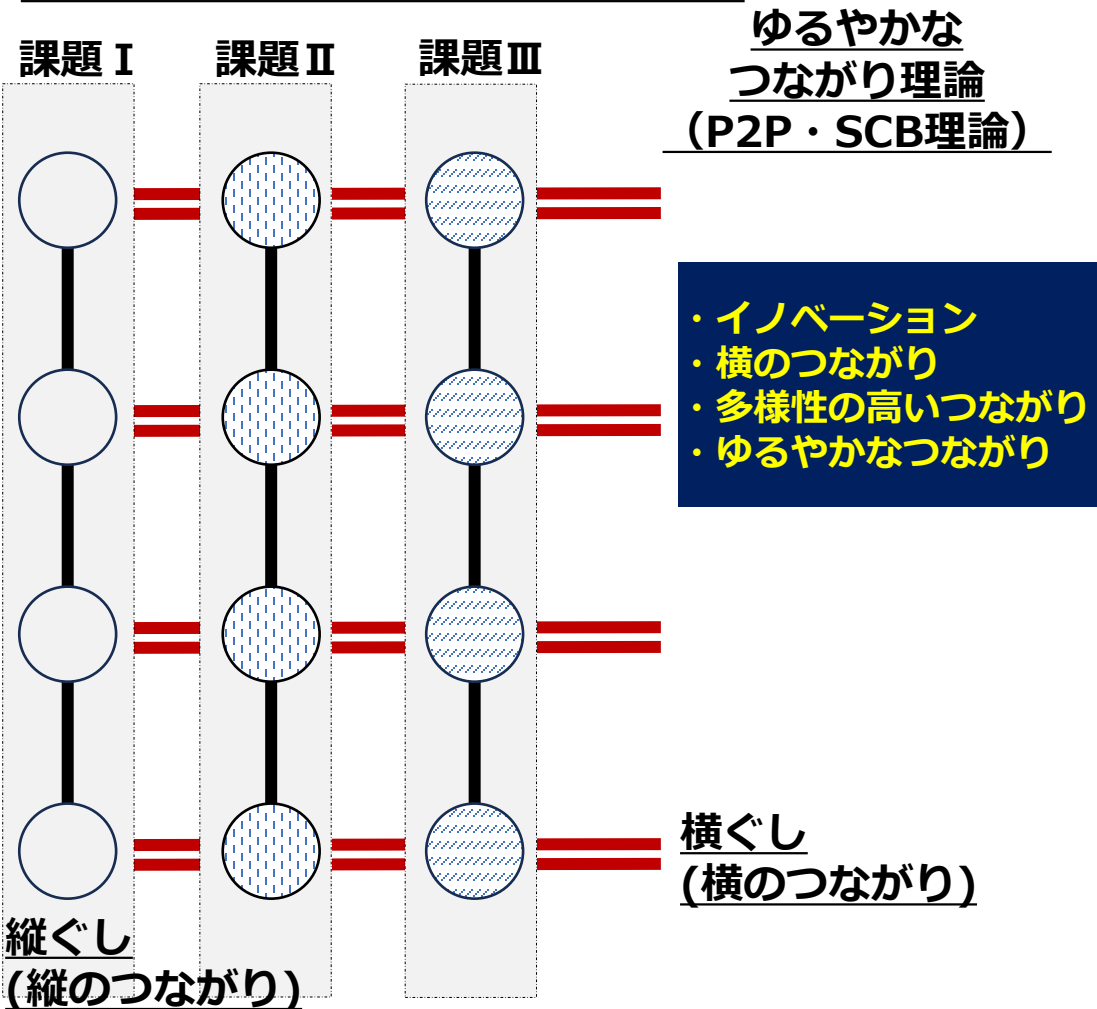 課題Ⅰ 課題Ⅱ 課題Ⅲ
ゆるやかな
つながり理論
（P2P・SCB理論）
・イノベーション
・横のつながり
・多様性の高いつながり
・ゆるやかなつながり
横ぐし
(横のつながり)
縦ぐし
(縦のつながり)